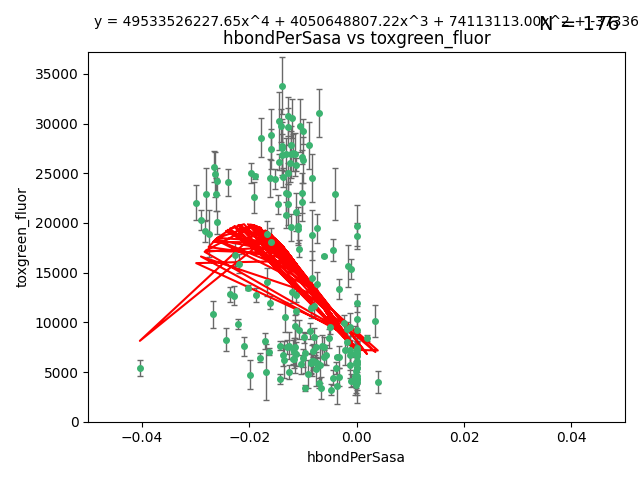 y = 49533526227.65x^4 + 4050648807.22x^3 + 74113113.00x^2 +
N = 176
hbondPerSasa vs toxgreen_fluor
toxgreen_fluor
35000
30000
25000
20000
15000
10000
5000
0
−0.04
−0.02
0.00
0.02
0.04
hbondPerSasa